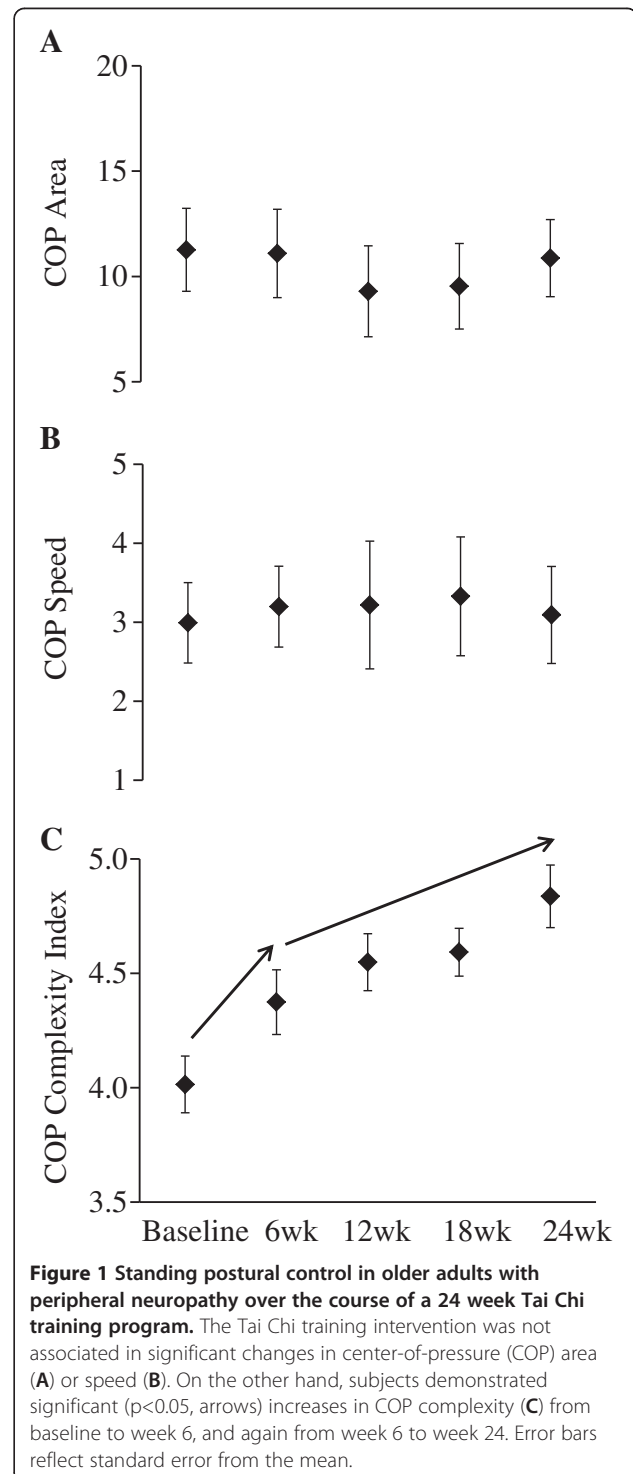 A
20
15
10
5
COP Area
B
5
4
3
2
1
COP Speed
C
5.0
4.5
4.0
3.5
COP Complexity Index
Baseline 6wk 12wk 18wk 24wk
Figure 1 Standing postural control in older adults with
peripheral neuropathy over the course of a 24 week Tai Chi
training program. The Tai Chi training intervention was not
associated in significant changes in center-of-pressure (COP) area
(A) or speed (B). On the other hand, subjects demonstrated
significant (p<0.05, arrows) increases in COP complexity (C) from
baseline to week 6, and again from week 6 to week 24. Error bars
reflect standard error from the mean.